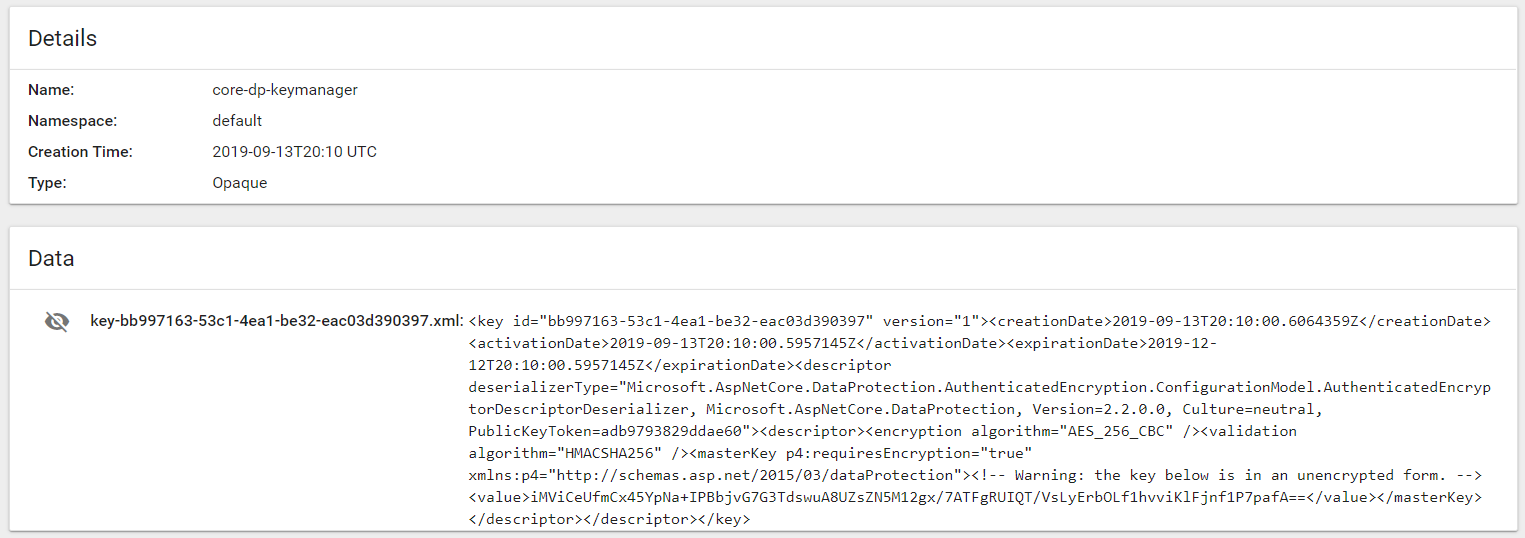 Details
Name: core-dp-keymanager
Namespace: default
Creation Time: 2019-09-13T20:10 UTC
Type: Opaque
Data
key-bb997163-53c1-4ea1-be32-eac03d390397.xml: <key id="bb997163-53c1-4ea1-be32-eac03d390397" version="1"><creationDate>2019-09-13T20:10:00.6064359Z</creationDate>
<activationDate>2019-09-13T20:10:00.5957145Z</activationDate><expirationDate>2019-12-
12T20:10:00.5957145Z</expirationDate><descriptor
deserializerType="Microsoft.AspNetCore.DataProtection.AuthenticatedEncryption.ConfigurationModel.AuthenticatedEncryp
torDescriptorDeserializer, Microsoft.AspNetCore.DataProtection, Version=2.2.0.0, Culture=neutral,
PublicKeyToken=adb9793829ddae60"><descriptor><encryption algorithm="AES_256_CBC" /><validation
algorithm="HMACSHA256" /><masterKey p4:requiresEncryption="true"
xmlns:p4="http://schemas.asp.net/2015/03/dataProtection"><!-- Warning: the key below is in an unencrypted form. -->
<value>iMViCeUfmCx45YpNa+IPBbjvG7G3TdswuA8UZsZN5M12gx/7ATFgRUIQT/VsLyErbOLf1hvviKlFjnf1P7pafA==</value></masterKey>
</descriptor></descriptor></key>